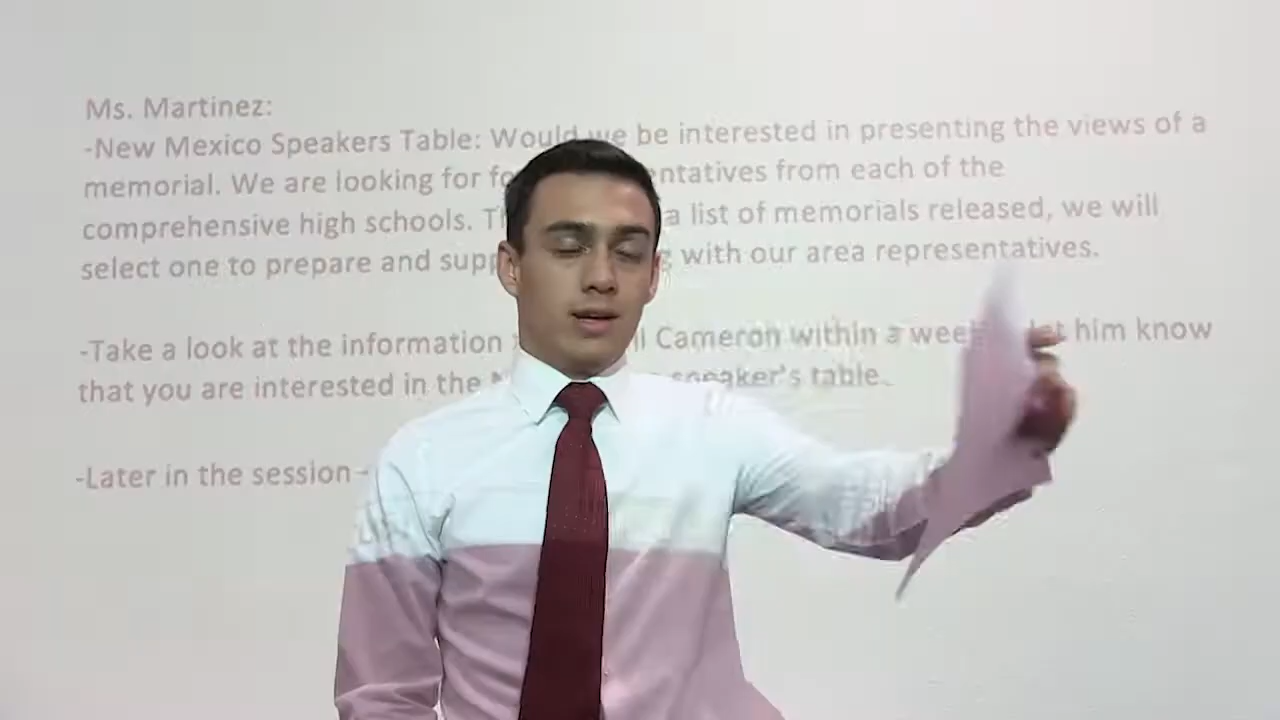 Ms. Martinez:
-New Mexico Speakers Table: Would we be interested in presenting the views of a
memorial. We are looking for from each of the
comprehensive high schools. a list of memorials released, we will
select one to prepare and with our area representatives.
-Take a look at the information Cameron within a him know
that you are interested in the speaker's table.
-Later in the session-